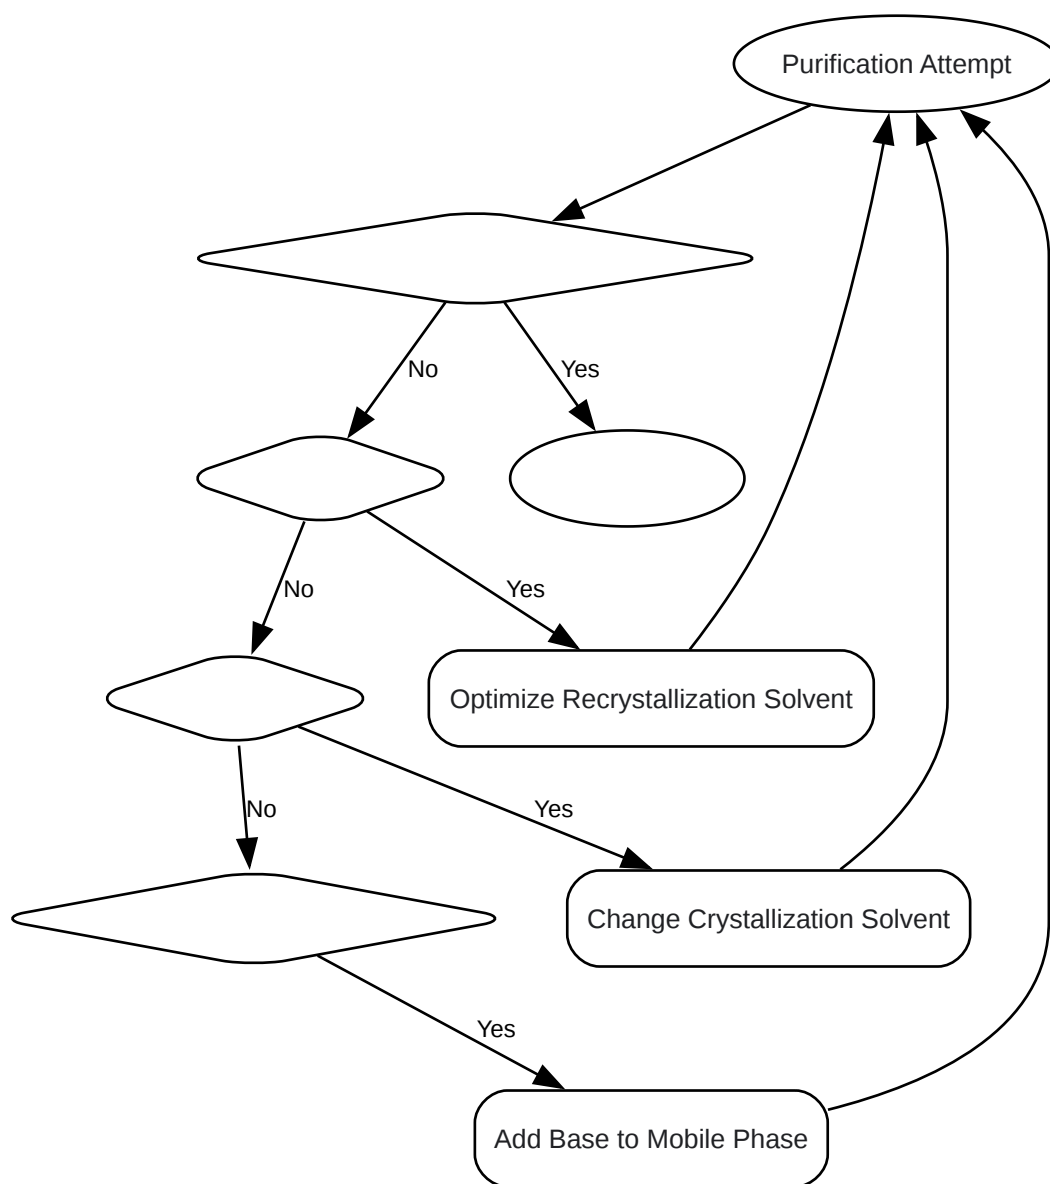 Purification Attempt
No
Yes
No
Yes
Optimize Recrystallization Solvent
No
Yes
Change Crystallization Solvent
Yes
Add Base to Mobile Phase